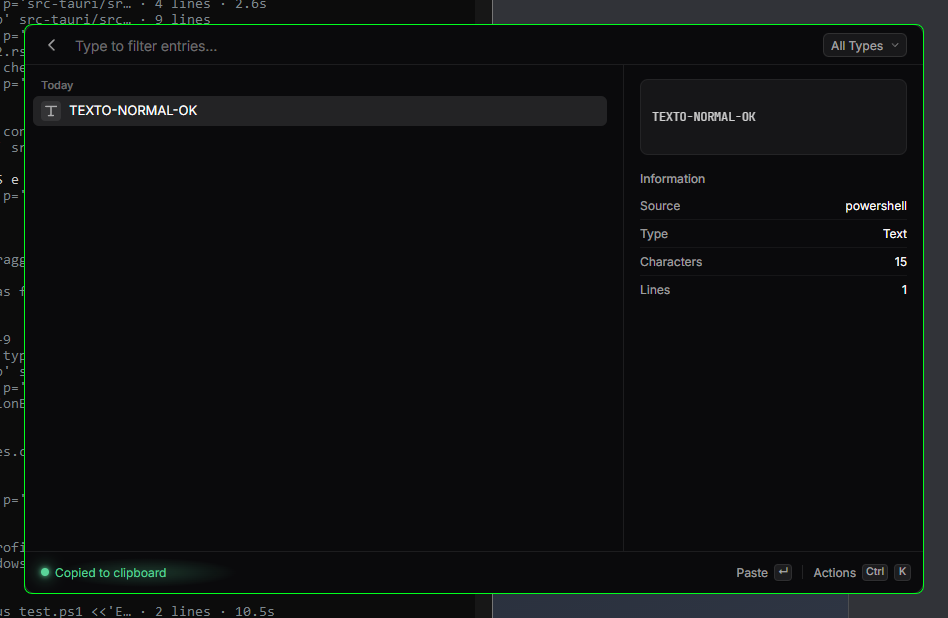 p='src-tauri/sr… · 4 lines · 2.6s
' src-tauri/src… · 9 lines
Type to filter entries...
All Types
Today
TEXTO-NORMAL-OK
TEXTO-NORMAL-OK
Information
Source powershell
Type Text
Characters 15
Lines 1
Copied to clipboard
Paste ↵
Actions Ctrl K
test.ps1 <<'E… · 2 lines · 10.5s